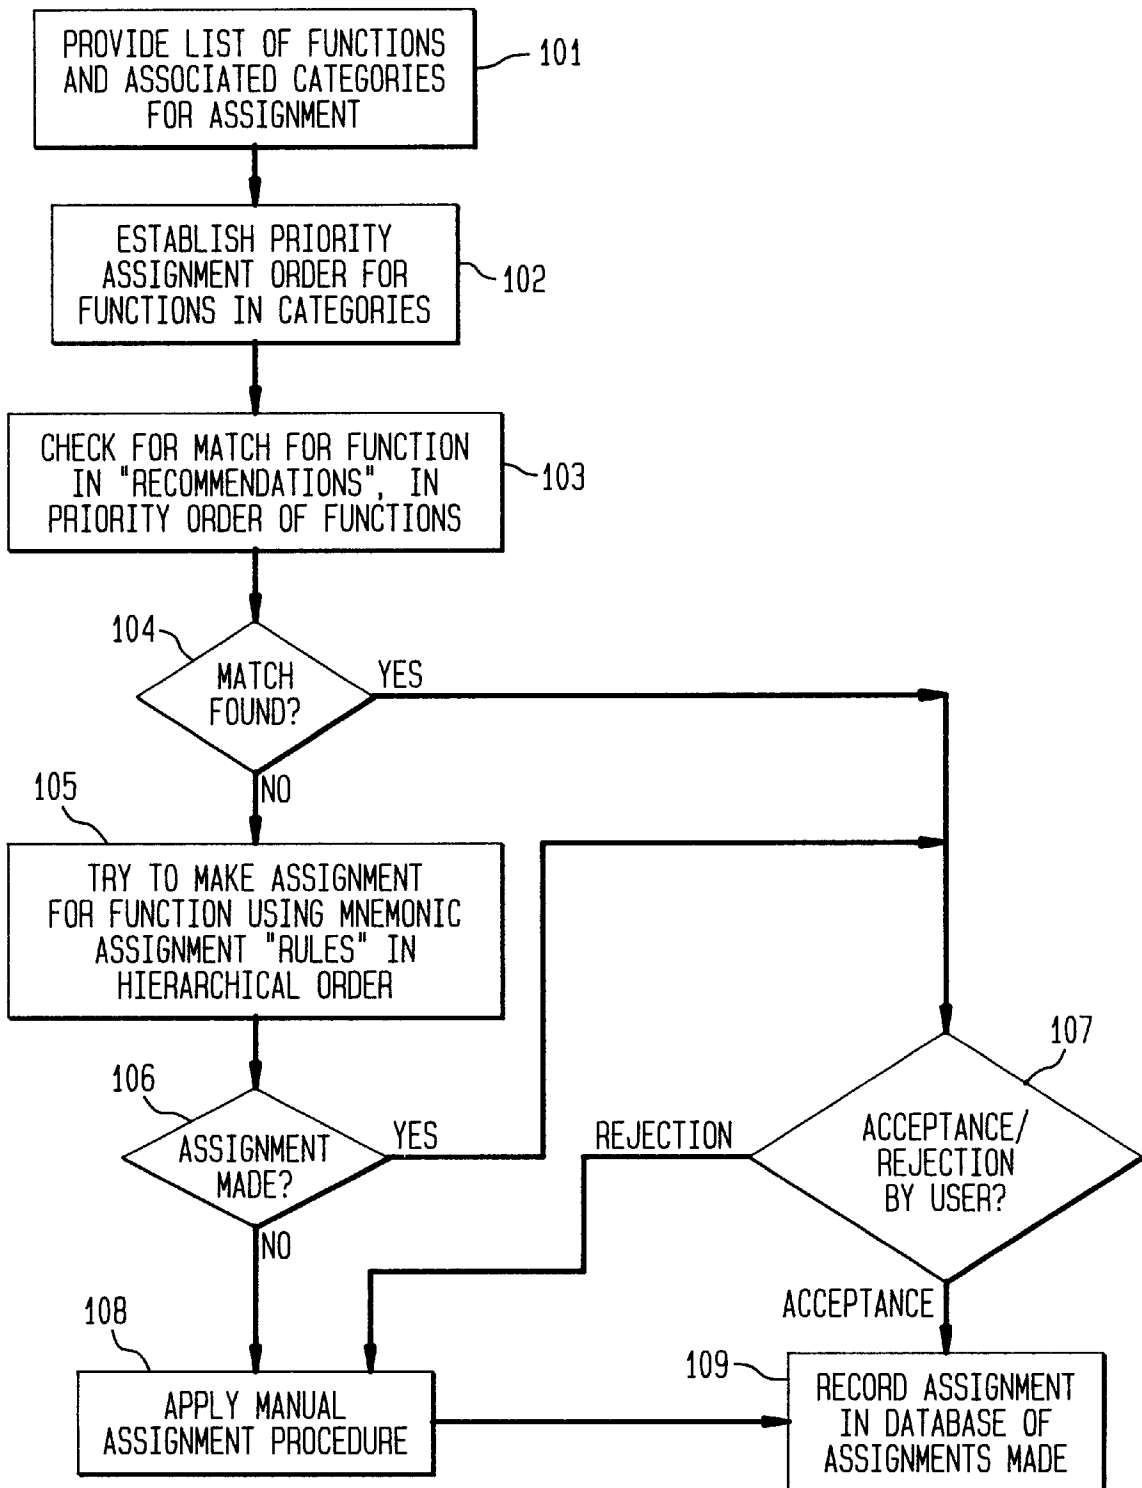 PROVIDE LIST OF FUNCTIONS
AND ASSOCIATED CATEGORIES
FOR ASSIGNMENT
101
ESTABLISH PRIORITY
ASSIGNMENT ORDER FOR
FUNCTIONS IN CATEGORIES
102
CHECK FOR MATCH FOR FUNCTION
IN "RECOMMENDATIONS", IN
PRIORITY ORDER OF FUNCTIONS
103
104
MATCH
FOUND?
YES
NO
105
TRY TO MAKE ASSIGNMENT
FOR FUNCTION USING MNEMONIC
ASSIGNMENT "RULES" IN
HIERARCHICAL ORDER
106
ASSIGNMENT
MADE?
YES
NO
REJECTION
107
ACCEPTANCE/
REJECTION
BY USER?
ACCEPTANCE
108
APPLY MANUAL
ASSIGNMENT PROCEDURE
109
RECORD ASSIGNMENT
IN DATABASE OF
ASSIGNMENTS MADE